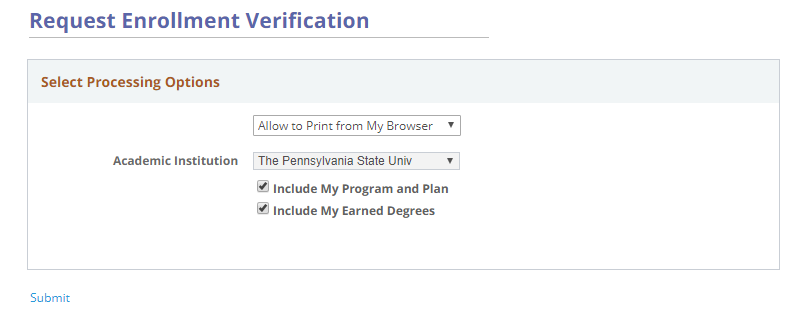 Request Enrollment Verification
Select Processing Options
Allow to Print from My Browser
Academic Institution The Pennsylvania State Univ
Include My Program and Plan
Include My Earned Degrees
Submit